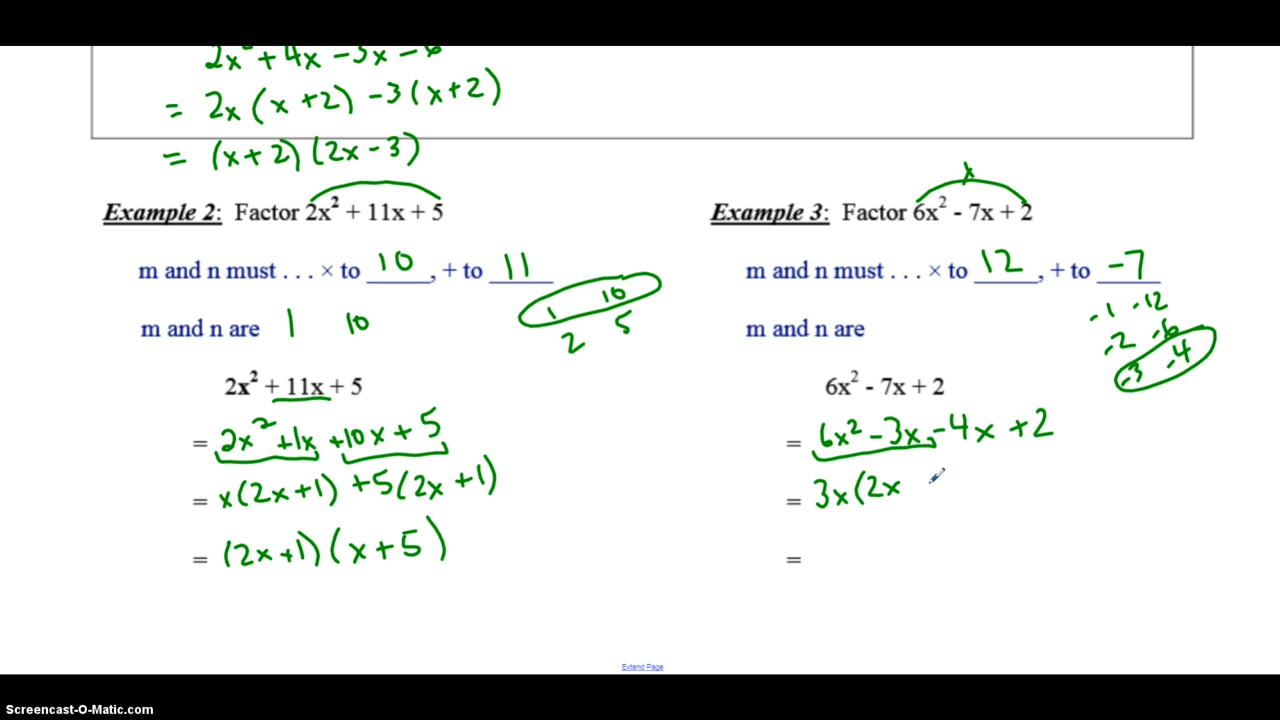 2x² + 4x - 3x - 6
= 2x (x + 2) - 3 (x + 2)
= (x + 2) (2x - 3)
Example 2: Factor 2x² + 11x + 5
m and n must . . . × to 10, + to 11
1 10
2 5
m and n are 1 10
2x² + 11x + 5
= 2x² + 1x + 10x + 5
= x (2x + 1) + 5 (2x + 1)
= (2x + 1) (x + 5)
x
Example 3: Factor 6x² - 7x + 2
m and n must . . . × to 12, + to -7
-1 -12
-2 -6
-3 -4
m and n are
6x² - 7x + 2
= 6x² - 3x, - 4x + 2
= 3x (2x
=
Extend Page
Screencast-O-Matic.com